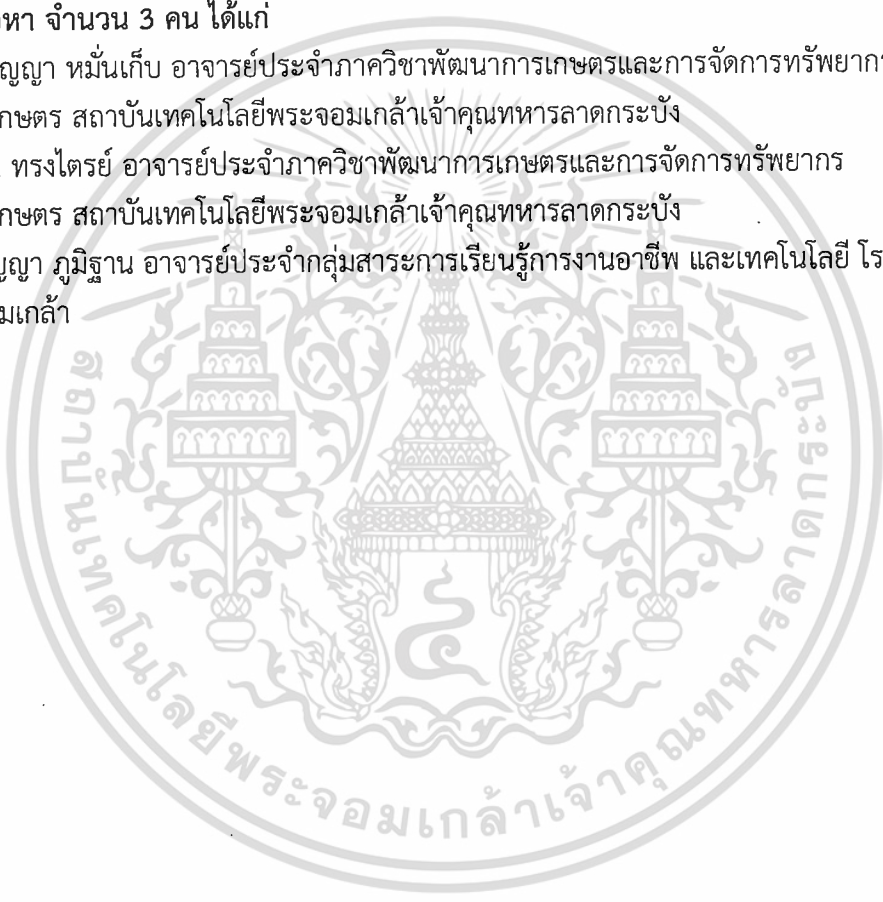 หา จำนวน 3 คน ได้แก่
ญญา หมั่นเก็บ อาจารย์ประจำภาควิชาพัฒนาการเกษตรและการจัดการทรัพยากร
กษตร สถาบันเทคโนโลยีพระจอมเกล้าเจ้าคุณทหารลาดกระบัง
ทรงไตรย์ อาจารย์ประจำภาควิชาพัฒนาการเกษตรและการจัดการทรัพยากร
กษตร สถาบันเทคโนโลยีพระจอมเกล้าเจ้าคุณทหารลาดกระบัง
ญญา ภูมิฐาน อาจารย์ประจำกลุ่มสาระการเรียนรู้การงานอาชีพ และเทคโนโลยี โร
มเกล้า
สถาบันเทคโนโลยีพระจอมเกล้าเจ้าคุณทหารลาดกระบัง
๔